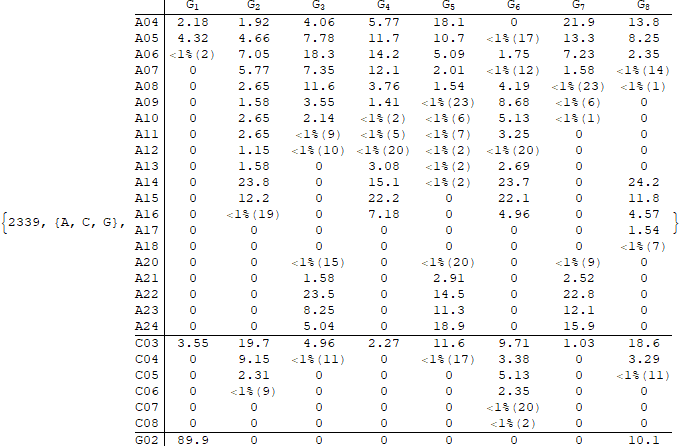 G1 G2 G3 G4 G5 G6 G7 G8
A04 2.18 1.92 4.06 5.77 18.1 0 21.9 13.8
A05 4.32 4.66 7.78 11.7 10.7 <1%(17) 13.3 8.25
A06 <1%(2) 7.05 18.3 14.2 5.09 1.75 7.23 2.35
A07 0 5.77 7.35 12.1 2.01 <1%(12) 1.58 <1%(14)
A08 0 2.65 11.6 3.76 1.54 4.19 <1%(23) <1%(1)
A09 0 1.58 3.55 1.41 <1%(23) 8.68 <1%(6) 0
A10 0 2.65 2.14 <1%(2) <1%(6) 5.13 <1%(1) 0
A11 0 2.65 <1%(9) <1%(5) <1%(7) 3.25 0 0
A12 0 1.15 <1%(10) <1%(20) <1%(2) <1%(20) 0 0
A13 0 1.58 0 3.08 <1%(2) 2.69 0 0
A14 0 23.8 0 15.1 <1%(2) 23.7 0 24.2
A15 0 12.2 0 22.2 0 22.1 0 11.8
A16 0 <1%(19) 0 7.18 0 4.96 0 4.57
{2339, {A, C, G},
A17 0 0 0 0 0 0 0 1.54
A18 0 0 0 0 0 0 0 <1%(7)
A20 0 0 <1%(15) 0 <1%(20) 0 <1%(9) 0
A21 0 0 1.58 0 2.91 0 2.52 0
A22 0 0 23.5 0 14.5 0 22.8 0
A23 0 0 8.25 0 11.3 0 12.1 0
A24 0 0 5.04 0 18.9 0 15.9 0
C03 3.55 19.7 4.96 2.27 11.6 9.71 1.03 18.6
C04 0 9.15 <1%(11) 0 <1%(17) 3.38 0 3.29
C05 0 2.31 0 0 0 5.13 0 <1%(11)
C06 0 <1%(9) 0 0 0 2.35 0 0
C07 0 0 0 0 0 <1%(20) 0 0
C08 0 0 0 0 0 <1%(2) 0 0
G02 89.9 0 0 0 0 0 0 10.1
}